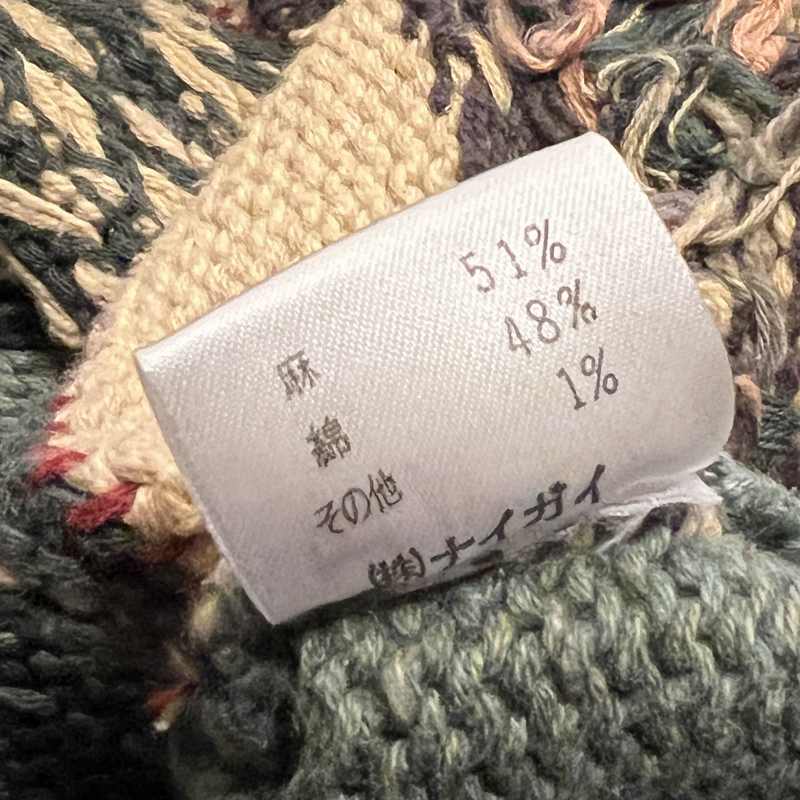 麻 51%
綿 48%
その他 1%
(株)ナイガイ